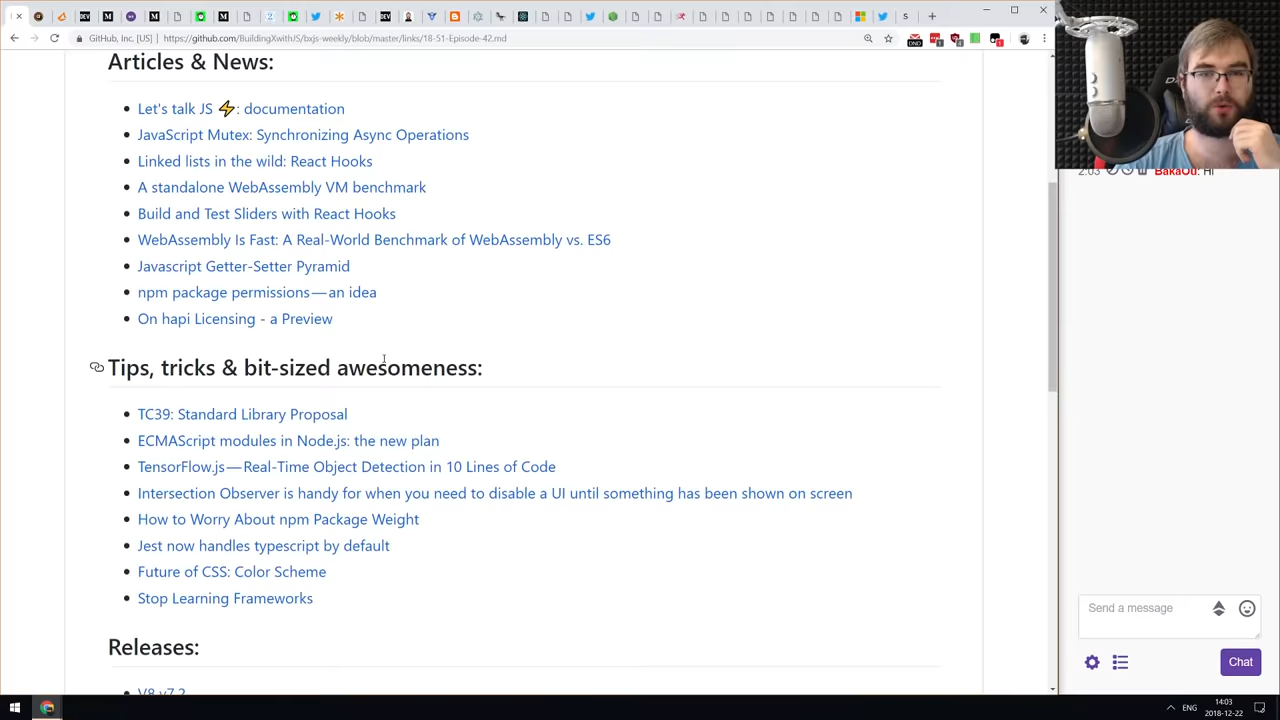 GitHub, Inc. [US] https://github.com/BuildingXwithJS/bxjs-weekly/blob/master/links/18-51-Episode-42.md
Articles & News:
Let's talk JS ⚡: documentation
JavaScript Mutex: Synchronizing Async Operations
Linked lists in the wild: React Hooks
A standalone WebAssembly VM benchmark
Build and Test Sliders with React Hooks
WebAssembly Is Fast: A Real-World Benchmark of WebAssembly vs. ES6
Javascript Getter-Setter Pyramid
npm package permissions — an idea
On hapi Licensing - a Preview
Tips, tricks & bit-sized awesomeness:
TC39: Standard Library Proposal
ECMAScript modules in Node.js: the new plan
TensorFlow.js — Real-Time Object Detection in 10 Lines of Code
Intersection Observer is handy for when you need to disable a UI until something has been shown on screen
How to Worry About npm Package Weight
Jest now handles typescript by default
Future of CSS: Color Scheme
Stop Learning Frameworks
Releases:
V8 v7.2
2:03 BakaOu: Hi
Send a message
Chat
ENG
14:03
2018-12-22